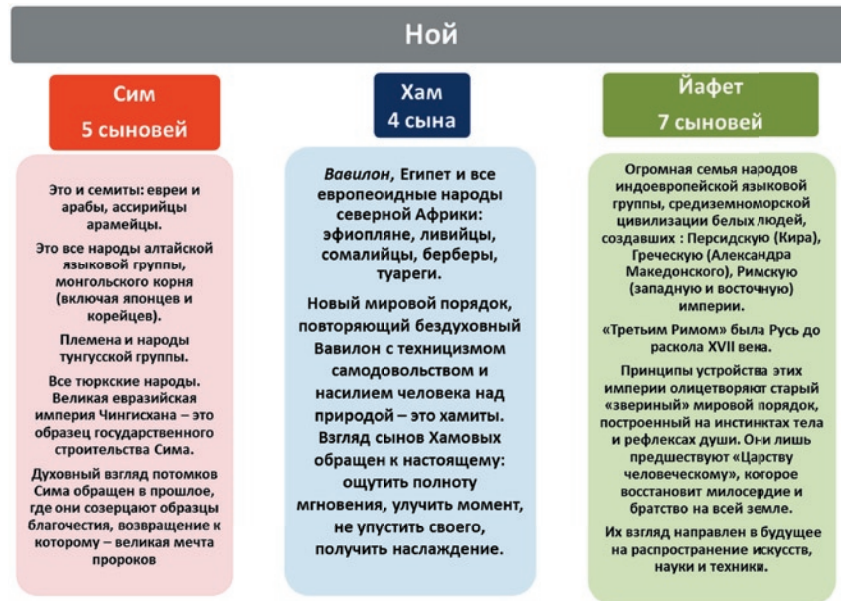 Ной
Сим
5 сыновей
Это и семиты: евреи и
арабы, ассирийцы
арамейцы.
Это все народы алтайской
языковой группы,
монгольского корня
(включая японцев и
корейцев).
Племена и народы
тунгусской группы.
Все тюркские народы.
Великая евразийская
империя Чингисхана – это
образец государственного
строительства Сима.
Духовный взгляд потомков
Сима обращен в прошлое,
где они созерцают образцы
благочестия, возвращение к
которому – великая мечта
пророков
Хам
4 сына
Вавилон, Египет и все
европеоидные народы
северной Африки:
эфиопляне, ливийцы,
сомалийцы, берберы,
туареги.
Новый мировой порядок,
повторяющий бездуховный
Вавилон с техницизмом
самодовольством и
насилием человека над
природой – это хамиты.
Взгляд сынов Хамовых
обращен к настоящему:
ощутить полноту
мгновения, улучить момент,
не упустить своего,
получить наслаждение.
Йафет
7 сыновей
Огромная семья народов
индоевропейской языковой
группы, средиземноморской
цивилизации белых людей,
создавших : Персидскую (Кира),
Греческую (Александра
Македонского), Римскую
(западную и восточную)
империи.
«Третьим Римом» была Русь до
раскола XVII века.
Принципы устройства этих
империи олицетворяют старый
«звериный» мировой порядок,
построенный на инстинктах тела
и рефлексах души. Они лишь
предшествуют «Царству
человеческому», которое
восстановит милосердие и
братство на всей земле.
Их взгляд направлен в будущее
на распространение искусств,
науки и техники.